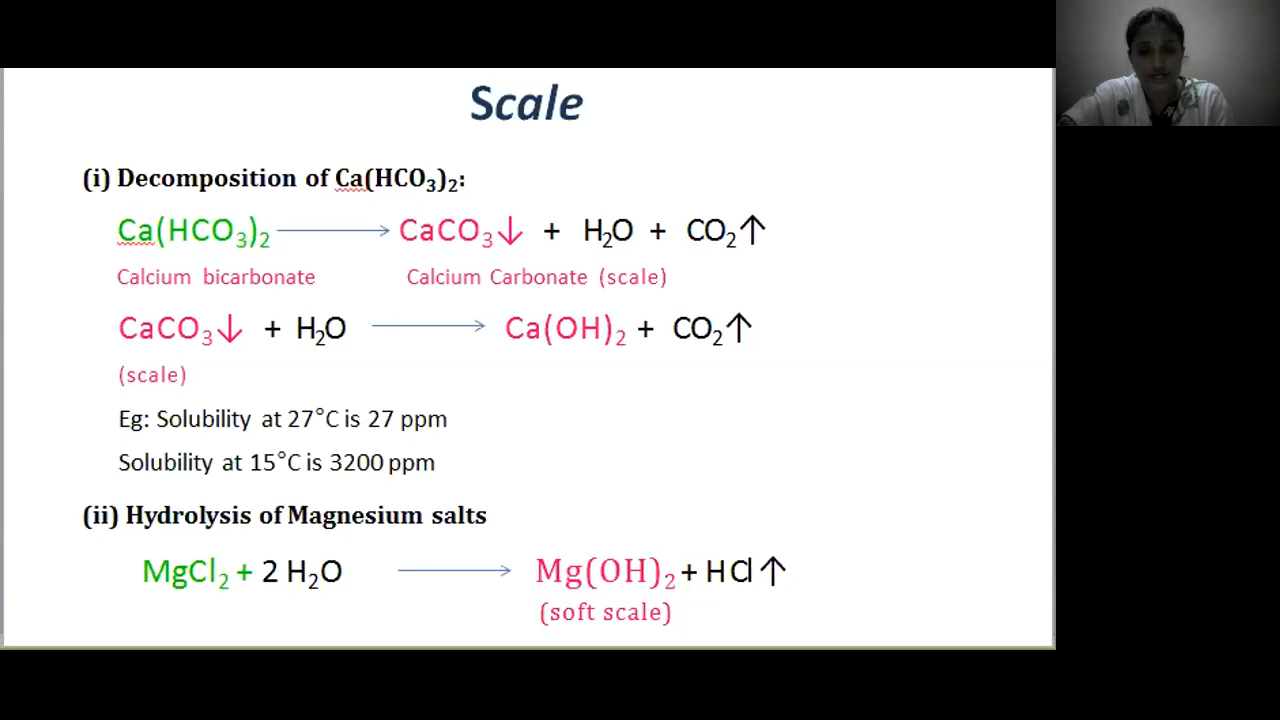 Scale
(i) Decomposition of Ca(HCO₃)₂:
Ca(HCO₃)₂ ⟶ CaCO₃↓ + H₂O + CO₂↑
Calcium bicarbonate Calcium Carbonate (scale)
CaCO₃↓ + H₂O ⟶ Ca(OH)₂ + CO₂↑
(scale)
Eg: Solubility at 27°C is 27 ppm
Solubility at 15°C is 3200 ppm
(ii) Hydrolysis of Magnesium salts
MgCl₂ + 2 H₂O ⟶ Mg(OH)₂ + HCl↑
(soft scale)